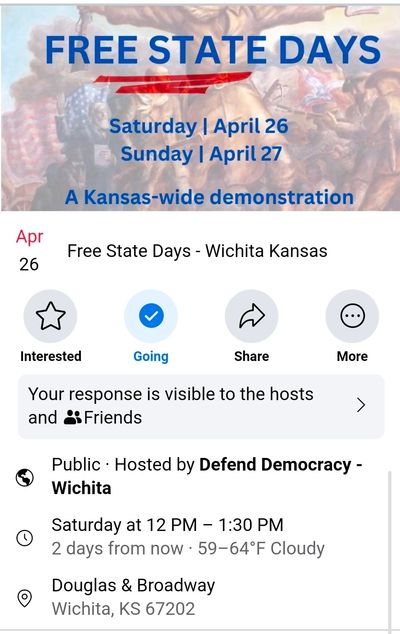 FREE STATE DAYS
Saturday | April 26
Sunday | April 27
A Kansas-wide demonstration
Apr
26
Free State Days - Wichita Kansas
Interested
Going
Share
More
Your response is visible to the hosts
and Friends
Public · Hosted by Defend Democracy -
Wichita
Saturday at 12 PM – 1:30 PM
2 days from now · 59–64°F Cloudy
Douglas & Broadway
Wichita, KS 67202